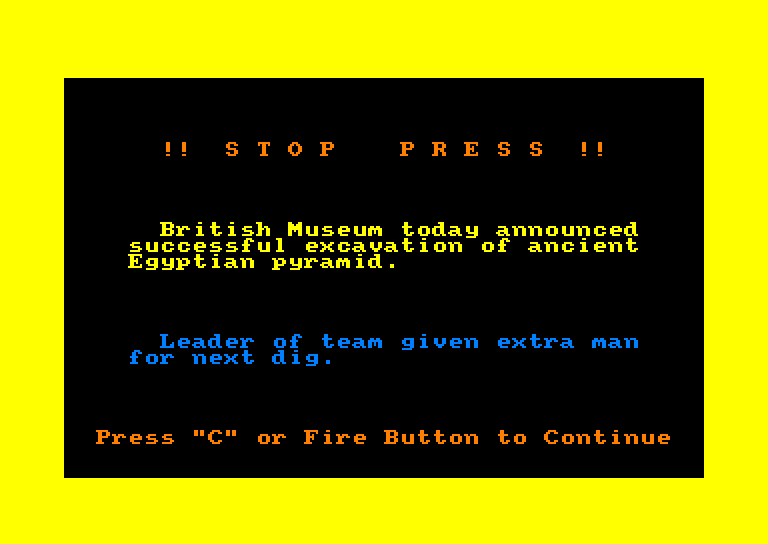 !! S T O P   P R E S S !!
British Museum today announced
successful excavation of ancient
Egyptian pyramid.
Leader of team given extra man
for next dig.
Press "C" or Fire Button to Continue